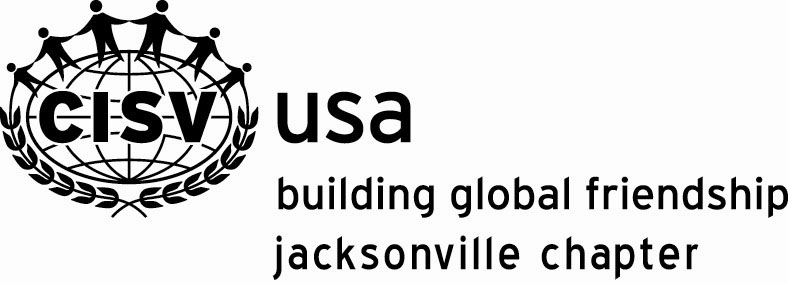 CISV usa
building global friendship
jacksonville chapter